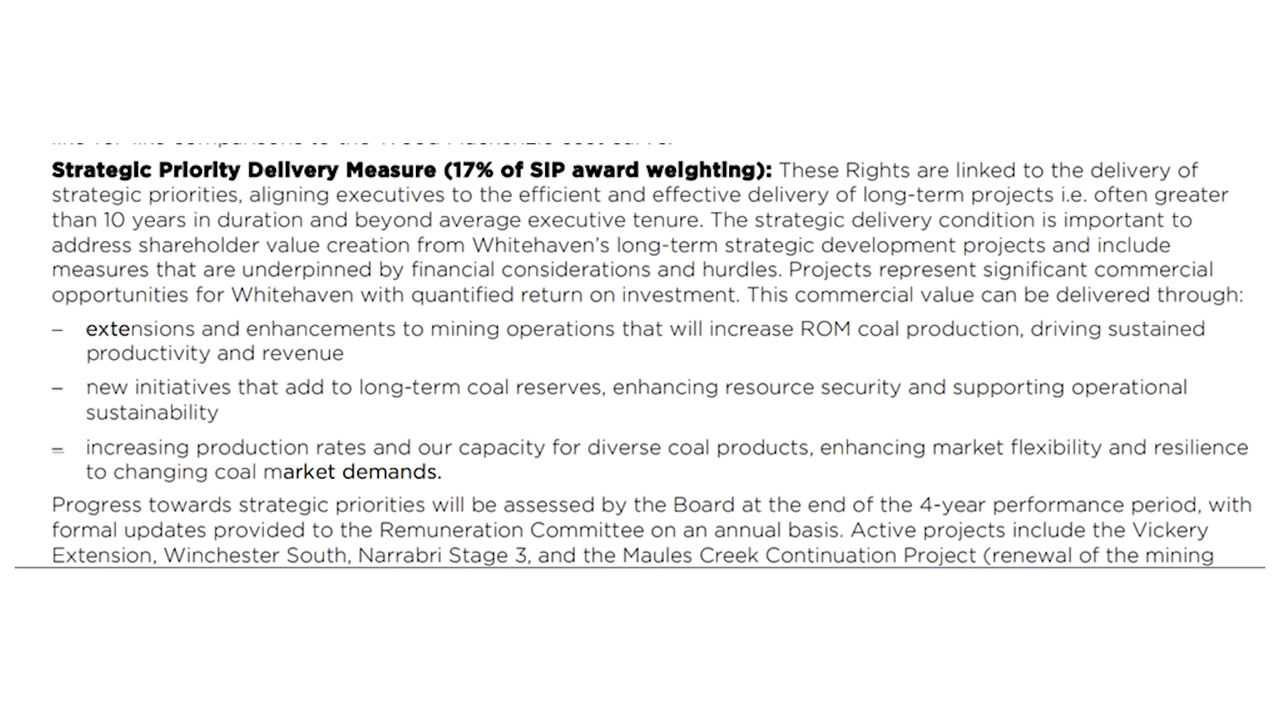 Strategic Priority Delivery Measure (17% of SIP award weighting): These Rights are linked to the delivery of
strategic priorities, aligning executives to the efficient and effective delivery of long-term projects i.e. often greater
than 10 years in duration and beyond average executive tenure. The strategic delivery condition is important to
address shareholder value creation from Whitehaven's long-term strategic development projects and include
measures that are underpinned by financial considerations and hurdles. Projects represent significant commercial
opportunities for Whitehaven with quantified return on investment. This commercial value can be delivered through:
– extensions and enhancements to mining operations that will increase ROM coal production, driving sustained
productivity and revenue
– new initiatives that add to long-term coal reserves, enhancing resource security and supporting operational
sustainability
– increasing production rates and our capacity for diverse coal products, enhancing market flexibility and resilience
to changing coal market demands.
Progress towards strategic priorities will be assessed by the Board at the end of the 4-year performance period, with
formal updates provided to the Remuneration Committee on an annual basis. Active projects include the Vickery
Extension, Winchester South, Narrabri Stage 3, and the Maules Creek Continuation Project (renewal of the mining